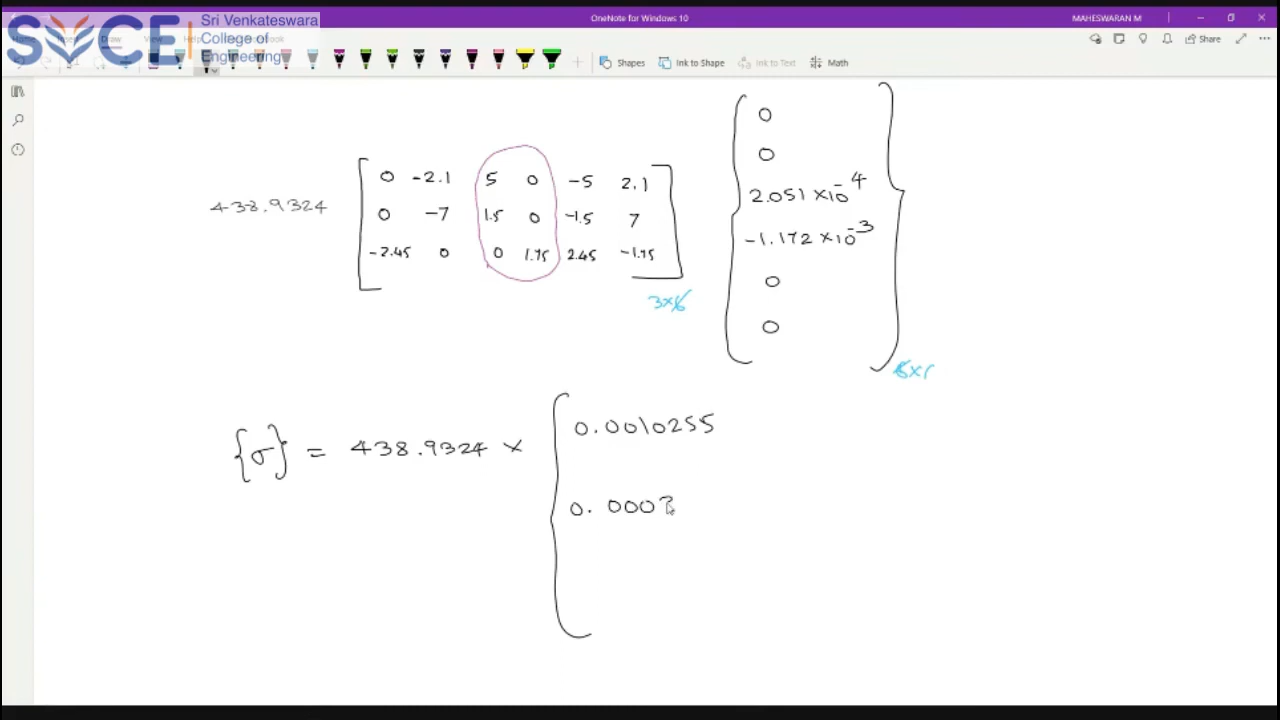 OneNote for Windows 10
MAHESWARAN M
Sri Venkateswara
College of
Engineering
SVCE
Share
Shapes
Ink to Shape
Ink to Text
Math
438.9324
0 -2.1 5 0 -5 2.1
0 -7 1.5 0 -1.5 7
-2.45 0 0 1.75 2.45 -1.75
3×6
0
0
2.051 ×10⁻⁴
-1.172 ×10⁻³
0
0
6×1
{σ} = 438.9324 ×
0.0010255
0.0003